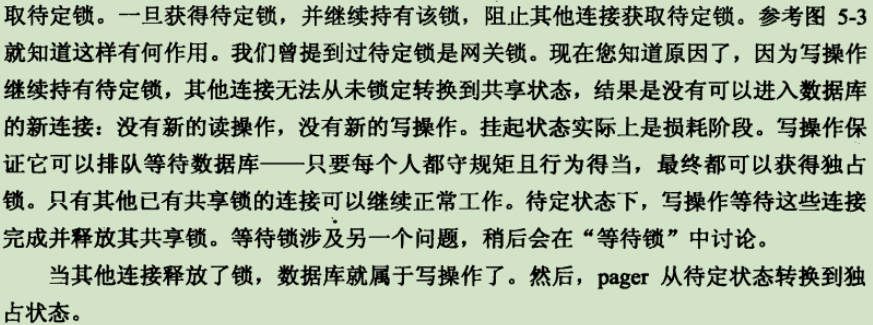 取待定锁。一旦获得待定锁，并继续持有该锁，阻止其他连接获取待定锁。参考图 5-3
就知道这样有何作用。我们曾提到过待定锁是网关锁。现在您知道原因了，因为写操作
继续持有待定锁，其他连接无法从未锁定转换到共享状态，结果是没有可以进入数据库
的新连接：没有新的读操作，没有新的写操作。挂起状态实际上是损耗阶段。写操作保
证它可以排队等待数据库——只要每个人都守规矩且行为得当，最终都可以获得独占
锁。只有其他已有共享锁的连接可以继续正常工作。待定状态下，写操作等待这些连接
完成并释放其共享锁。等待锁涉及另一个问题，稍后会在“等待锁”中讨论。
当其他连接释放了锁，数据库就属于写操作了。然后，pager 从待定状态转换到独
占状态。